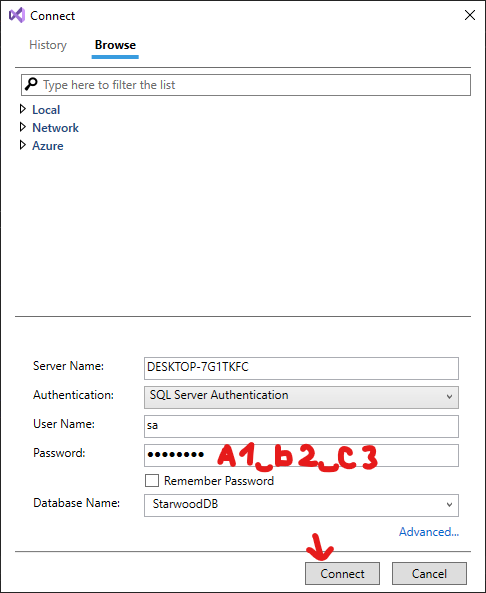 Connect
History Browse
Type here to filter the list
Local
Network
Azure
Server Name: DESKTOP-7G1TKFC
Authentication: SQL Server Authentication
User Name: sa
Password: ●●●●●●●● A1_b2_C3
Remember Password
Database Name: StarwoodDB
Advanced...
Connect Cancel